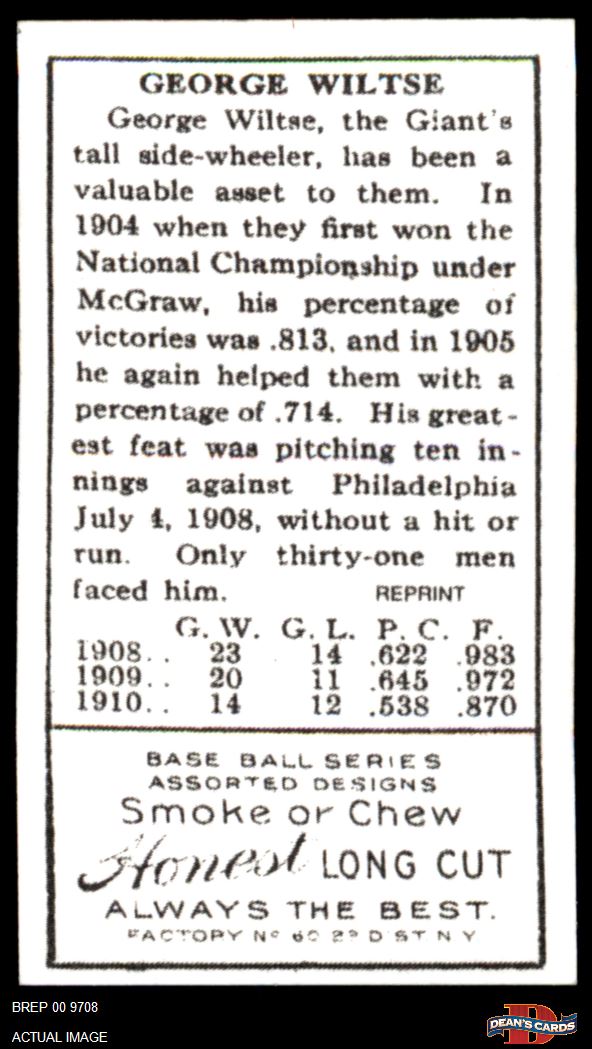 GEORGE WILTSE
George Wiltse, the Giant's
tall side-wheeler, has been a
valuable asset to them. In
1904 when they first won the
National Championship under
McGraw, his percentage of
victories was .813, and in 1905
he again helped them with a
percentage of .714. His great-
est feat was pitching ten in-
nings against Philadelphia
July 4, 1908, without a hit or
run. Only thirty-one men
faced him. REPRINT
G. W. G. L. P. C. F.
1908.. 23 14 .622 .983
1909.. 20 11 .645 .972
1910.. 14 12 .538 .870
BASE BALL SERIES
ASSORTED DESIGNS
Smoke or Chew
Honest LONG CUT
ALWAYS THE BEST.
FACTORY No 60 2D DIST. N Y
BREP 00 9708
ACTUAL IMAGE
D
DEAN'S CARDS